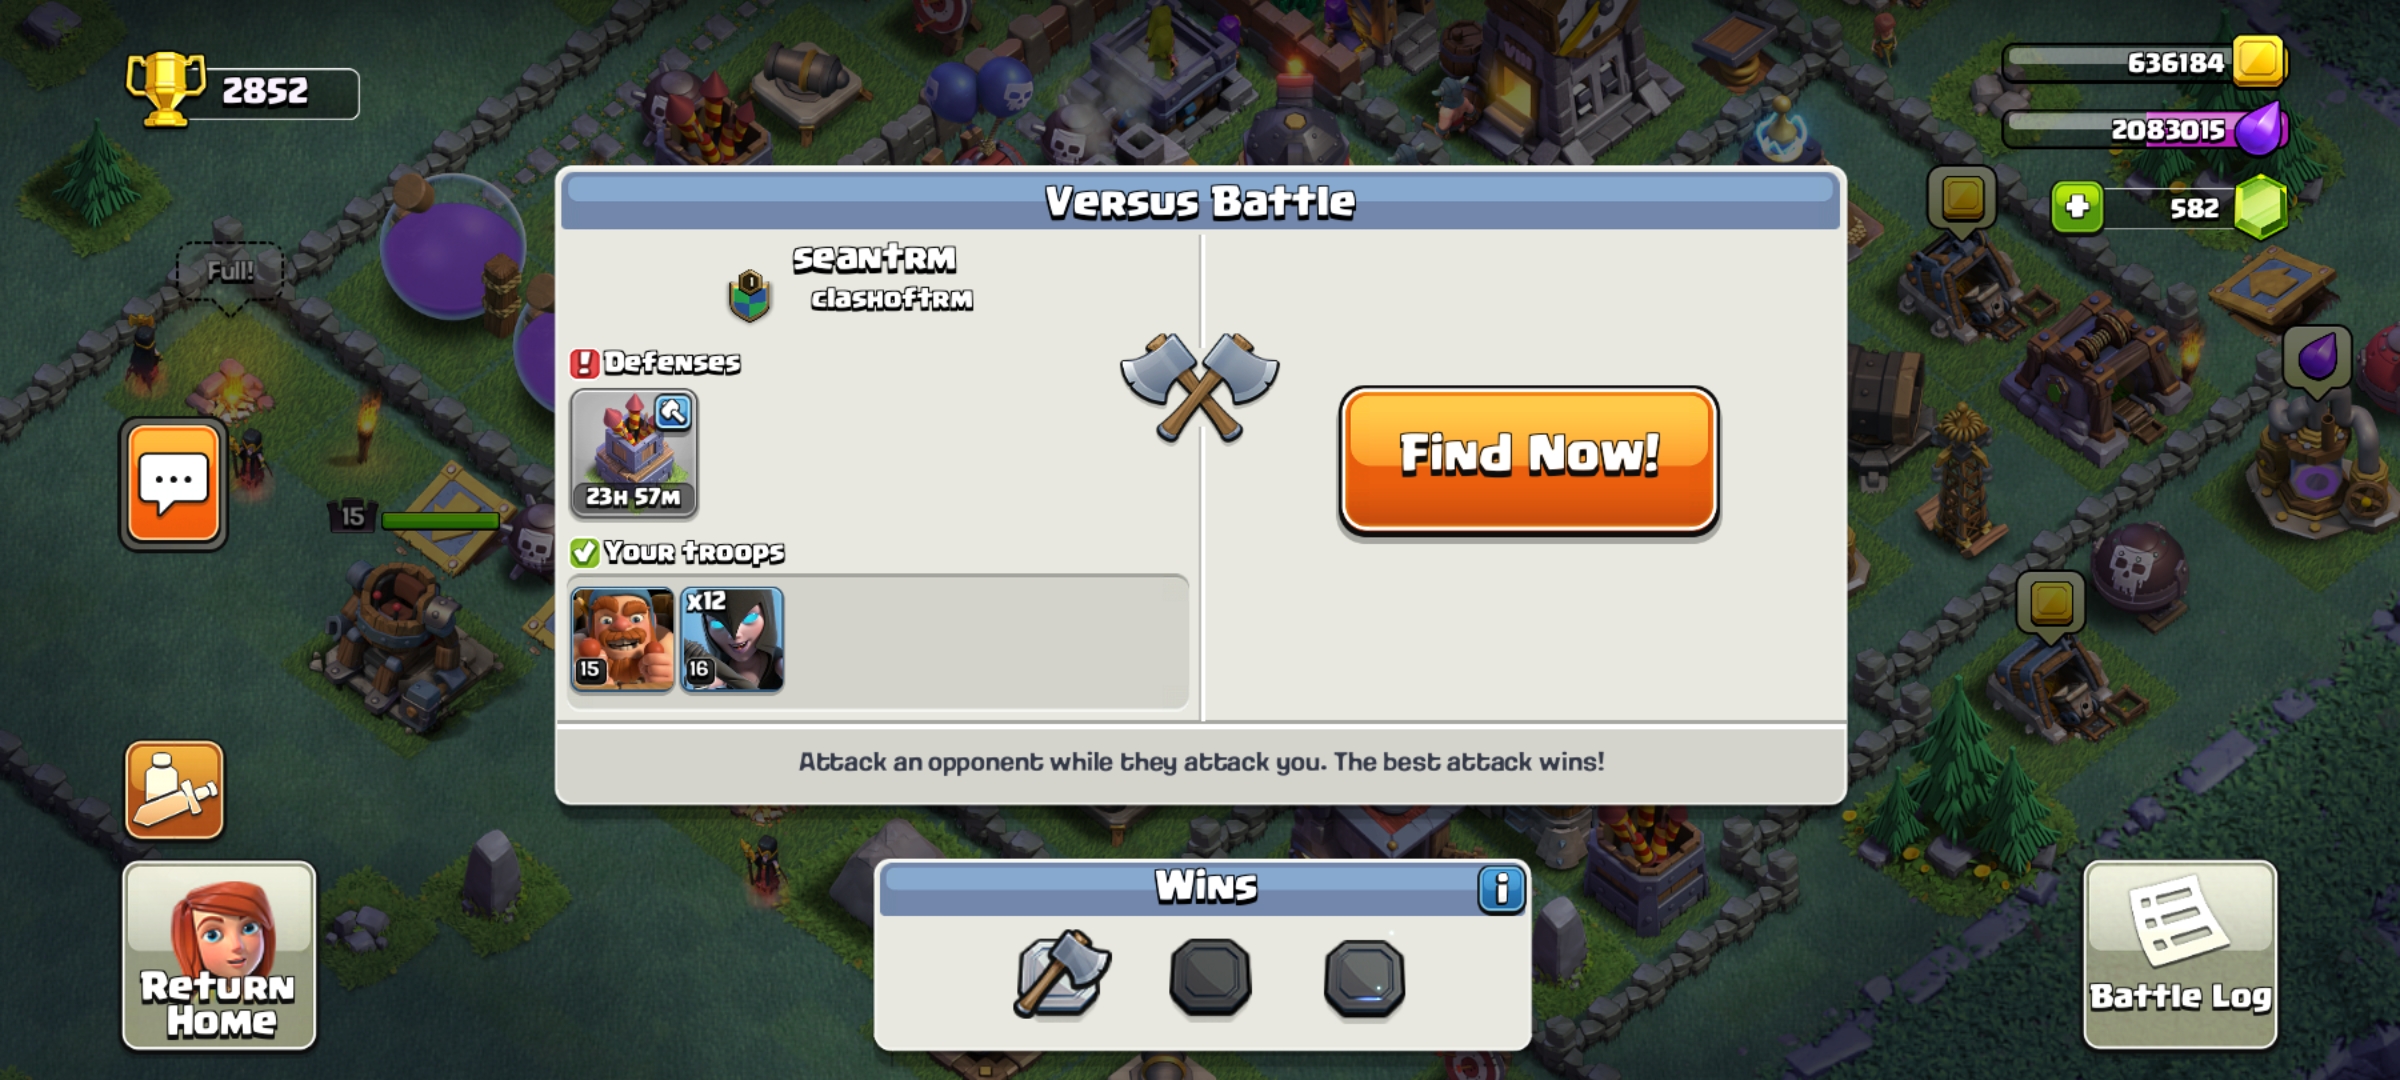 2852
636184
2083015
582
Full!
15
Versus Battle
seantrm
clashoftrm
Defenses
23H 57M
Your troops
15
x12
16
Find Now!
Attack an opponent while they attack you. The best attack wins!
Wins
Return
Home
Battle Log